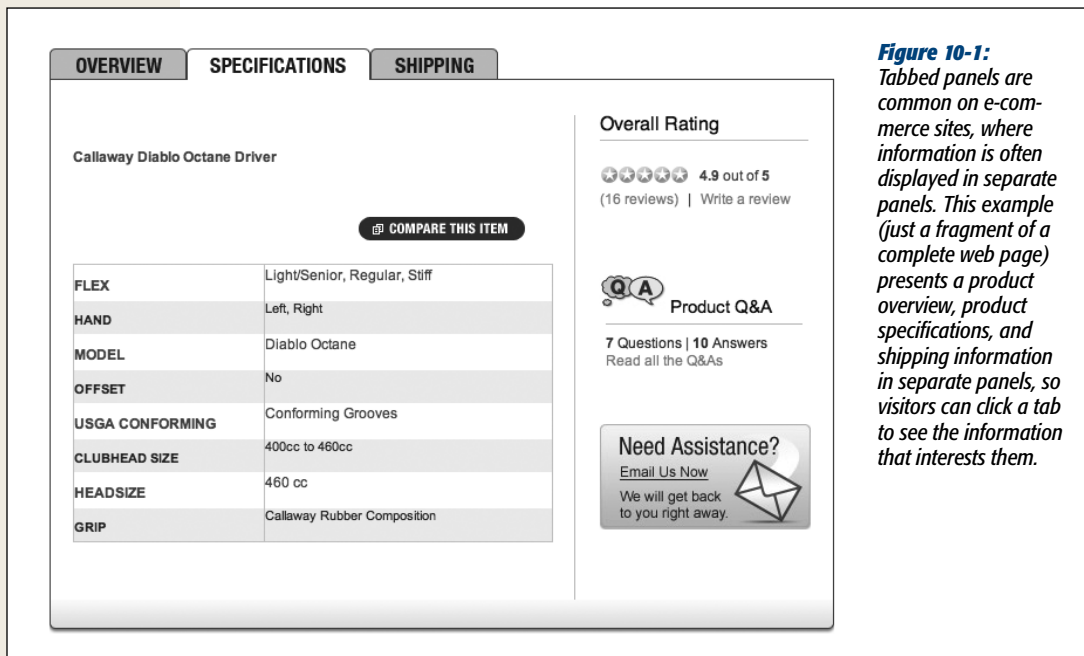 OVERVIEW SPECIFICATIONS SHIPPING
Callaway Diablo Octane Driver
COMPARE THIS ITEM
FLEX Light/Senior, Regular, Stiff
HAND Left, Right
MODEL Diablo Octane
OFFSET No
USGA CONFORMING Conforming Grooves
CLUBHEAD SIZE 400cc to 460cc
HEADSIZE 460 cc
GRIP Callaway Rubber Composition
Overall Rating
4.9 out of 5
(16 reviews) | Write a review
Q A Product Q&A
7 Questions | 10 Answers
Read all the Q&As
Need Assistance?
Email Us Now
We will get back
to you right away.
Figure 10-1:
Tabbed panels are
common on e-com-
merce sites, where
information is often
displayed in separate
panels. This example
(just a fragment of a
complete web page)
presents a product
overview, product
specifications, and
shipping information
in separate panels, so
visitors can click a tab
to see the information
that interests them.